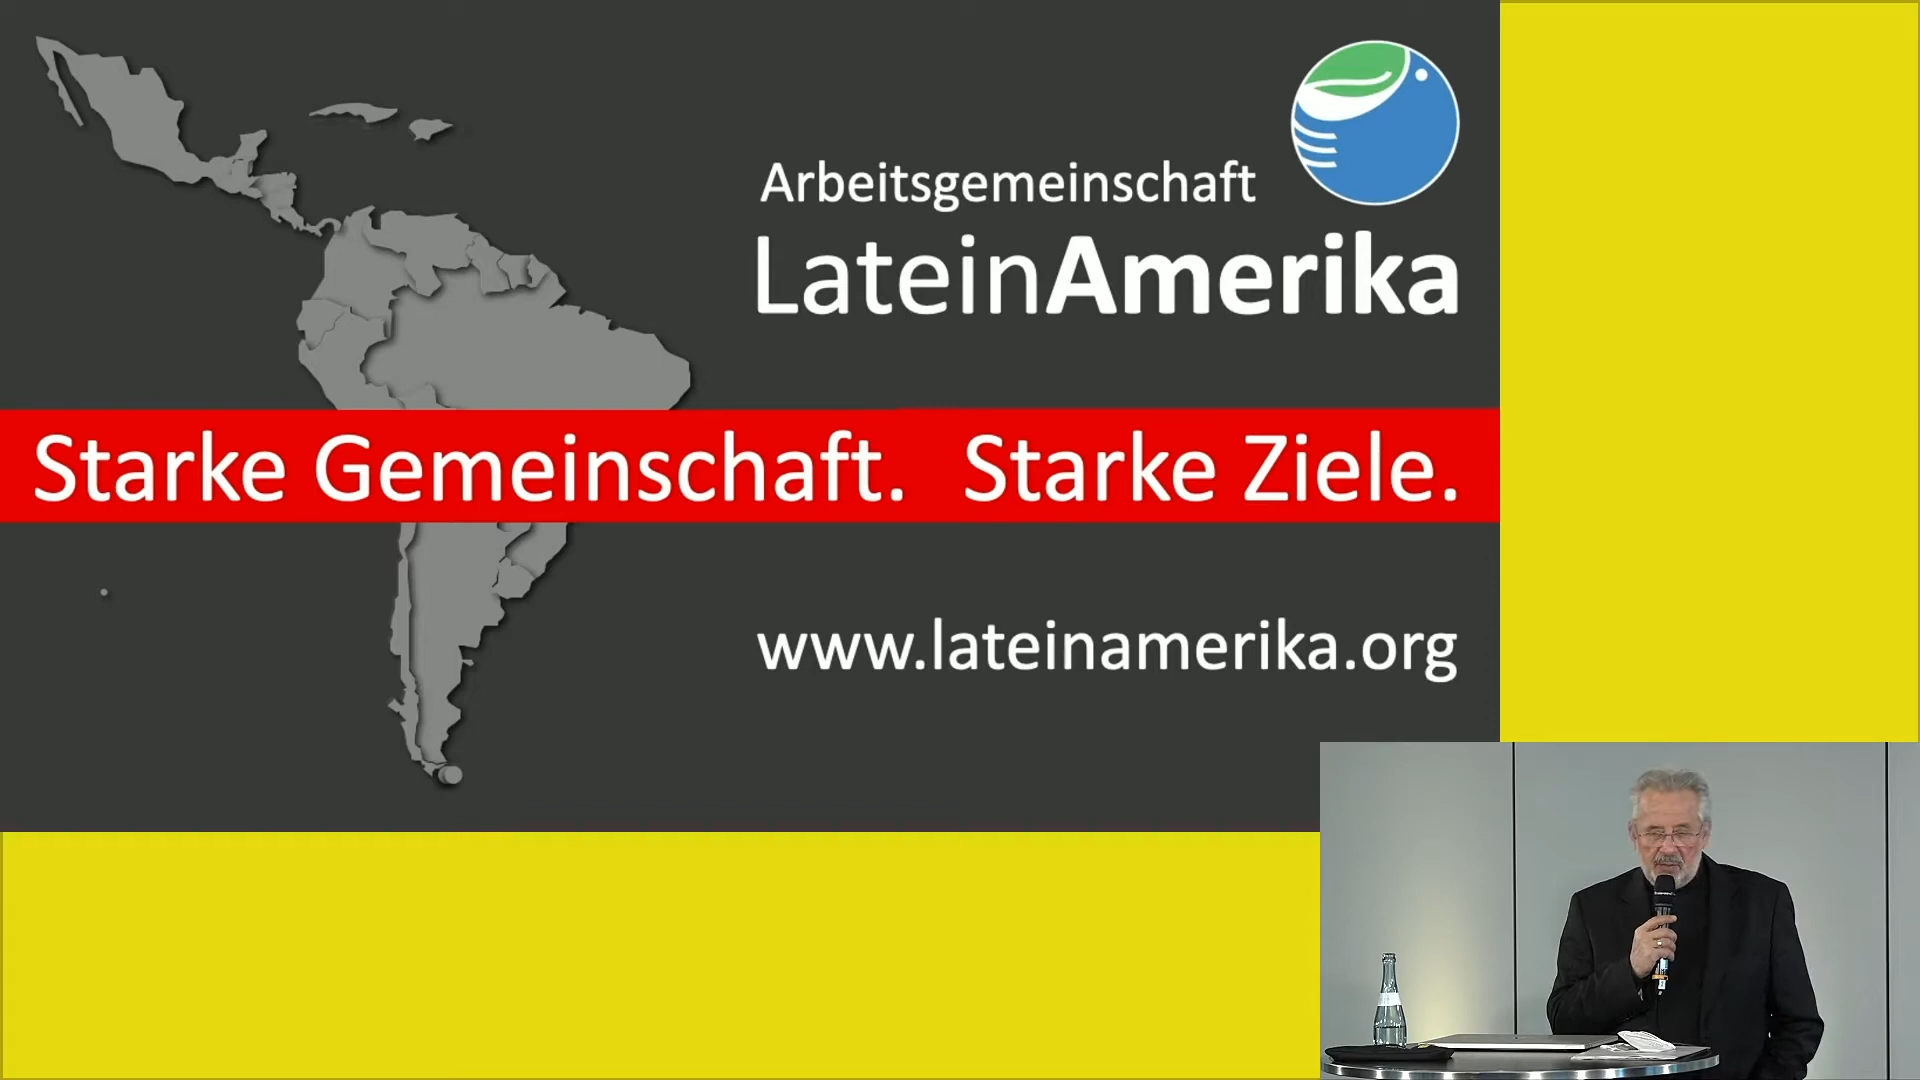 Arbeitsgemeinschaft
LateinAmerika
Starke Gemeinschaft. Starke Ziele.
www.lateinamerika.org